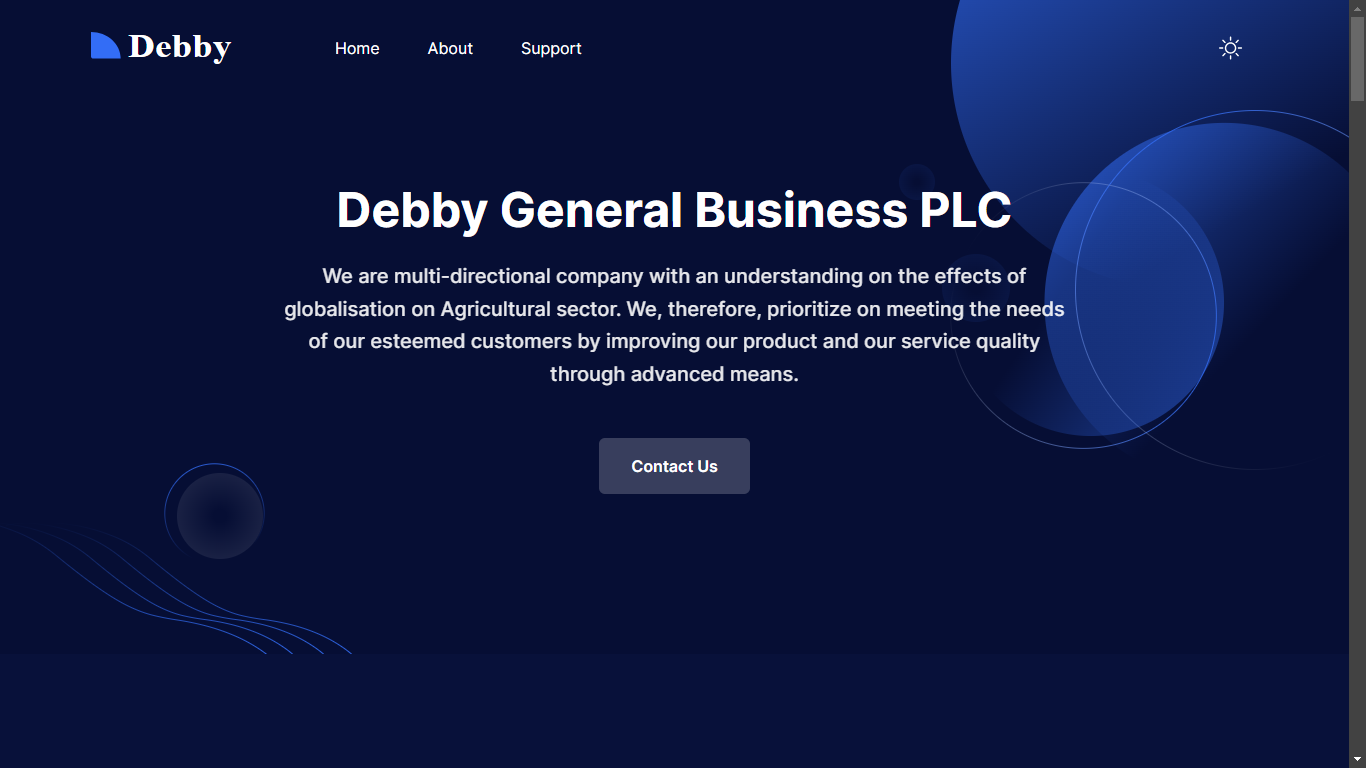 Debby
Home
About
Support
Debby General Business PLC
We are multi-directional company with an understanding on the effects of
globalisation on Agricultural sector. We, therefore, prioritize on meeting the needs
of our esteemed customers by improving our product and our service quality
through advanced means.
Contact Us